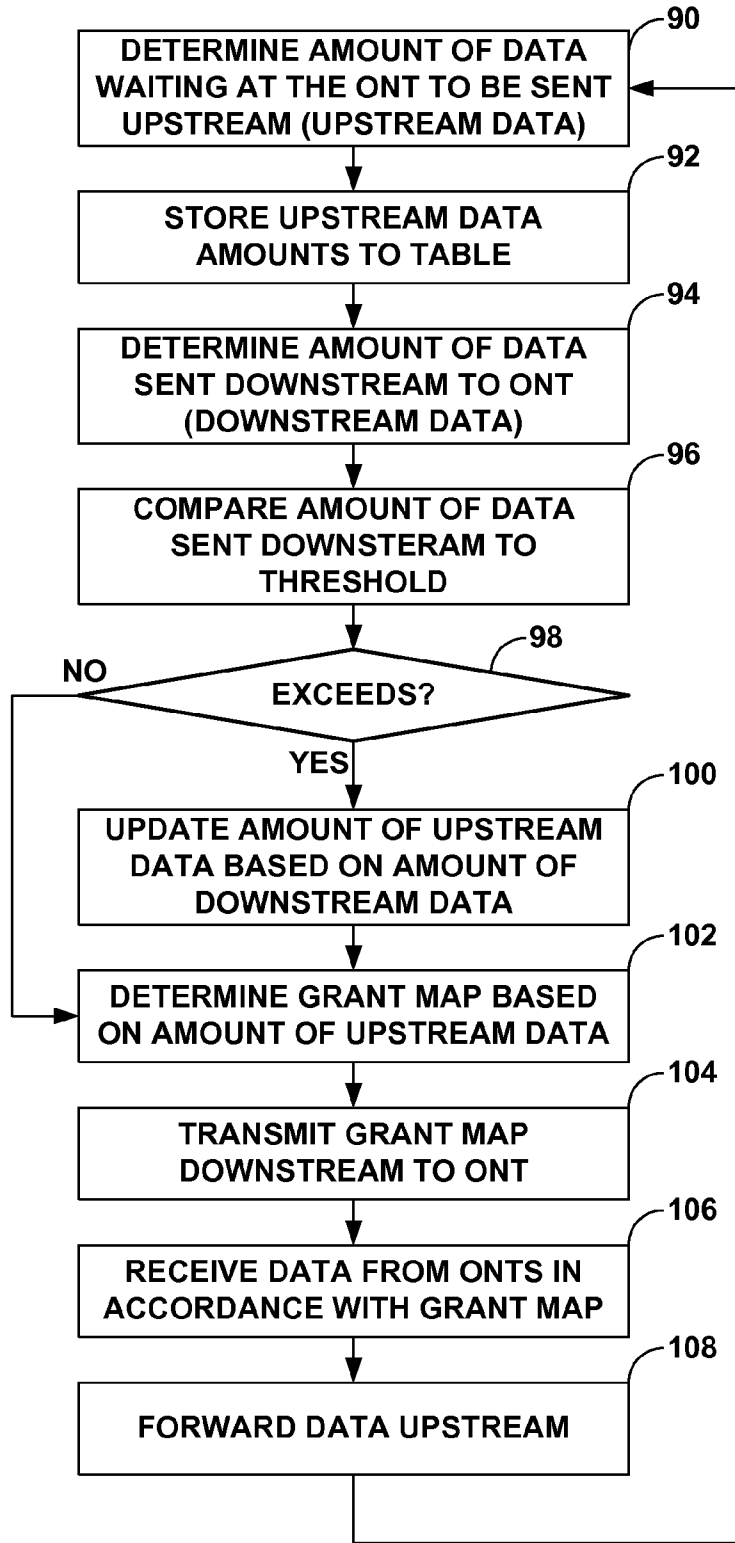 90
DETERMINE AMOUNT OF DATA
WAITING AT THE ONT TO BE SENT
UPSTREAM (UPSTREAM DATA)
92
STORE UPSTREAM DATA
AMOUNTS TO TABLE
94
DETERMINE AMOUNT OF DATA
SENT DOWNSTREAM TO ONT
(DOWNSTREAM DATA)
96
COMPARE AMOUNT OF DATA
SENT DOWNSTERAM TO
THRESHOLD
98
NO
EXCEEDS?
YES
100
UPDATE AMOUNT OF UPSTREAM
DATA BASED ON AMOUNT OF
DOWNSTREAM DATA
102
DETERMINE GRANT MAP BASED
ON AMOUNT OF UPSTREAM DATA
104
TRANSMIT GRANT MAP
DOWNSTREAM TO ONT
106
RECEIVE DATA FROM ONTS IN
ACCORDANCE WITH GRANT MAP
108
FORWARD DATA UPSTREAM